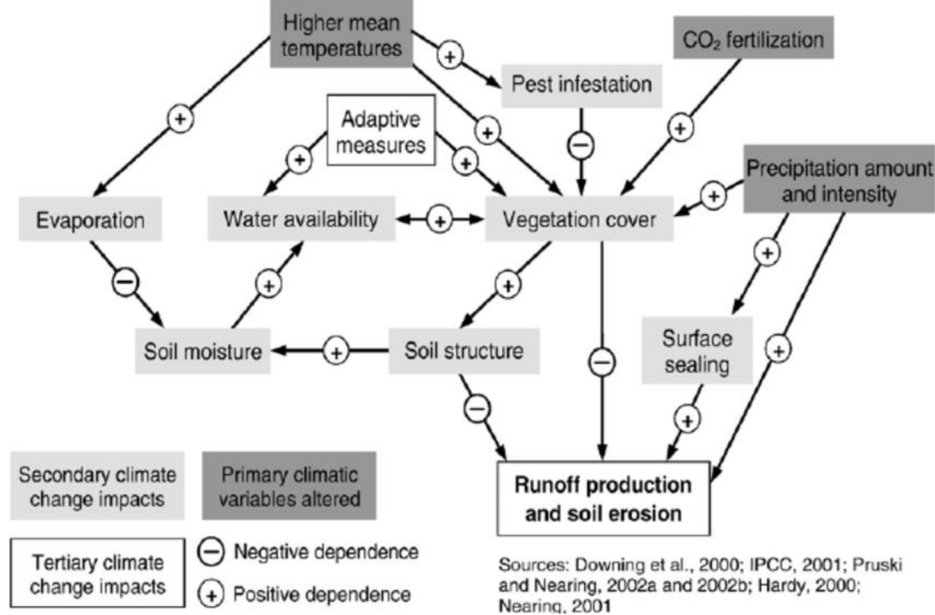 Higher mean
temperatures
CO₂ fertilization
+
Pest infestation
+
Adaptive
measures
+
+
−
+
+
+
Precipitation amount
and intensity
+
Evaporation
Water availability
+
Vegetation cover
+
−
+
+
Soil moisture
+
Soil structure
−
Surface
sealing
+
−
+
Secondary climate
change impacts
Primary climatic
variables altered
Runoff production
and soil erosion
Tertiary climate
change impacts
− Negative dependence
+ Positive dependence
Sources: Downing et al., 2000; IPCC, 2001; Pruski
and Nearing, 2002a and 2002b; Hardy, 2000;
Nearing, 2001